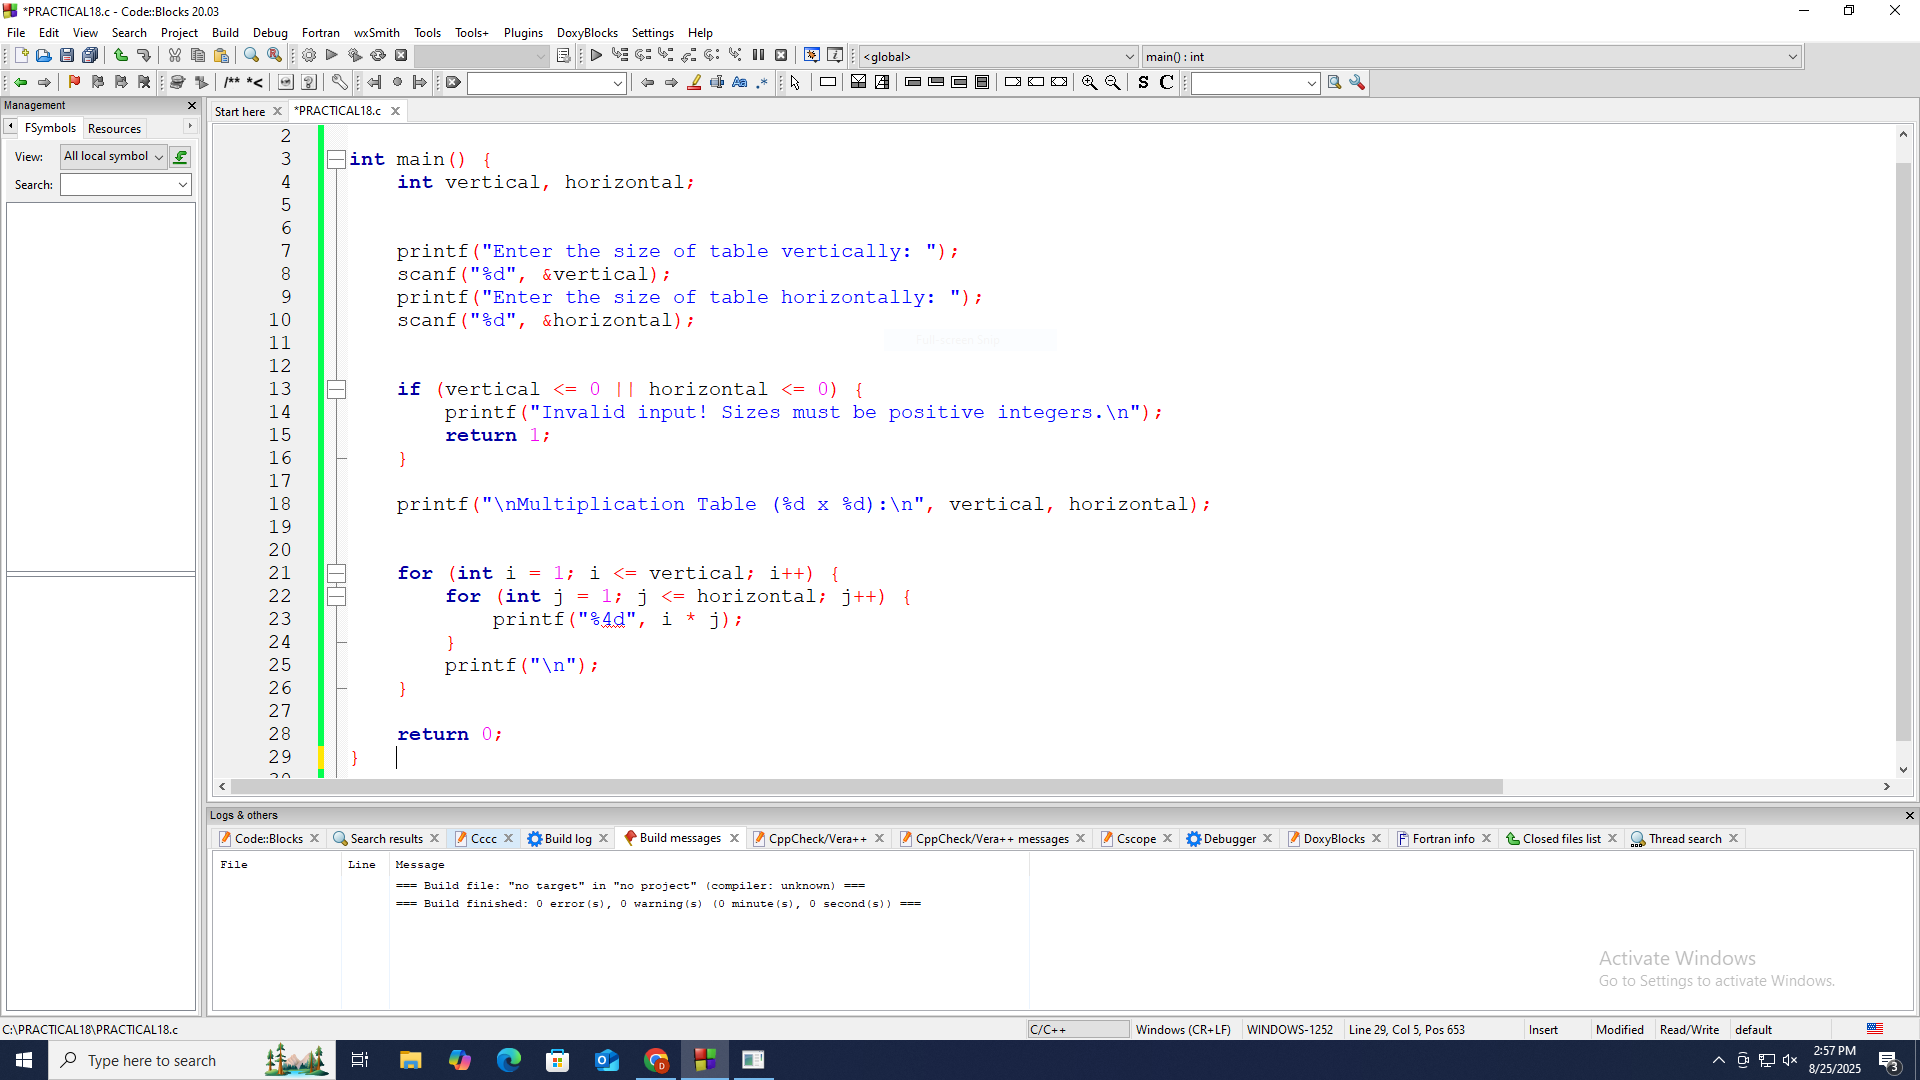 *PRACTICAL18.c - Code::Blocks 20.03
File Edit View Search Project Build Debug Fortran wxSmith Tools Tools+ Plugins DoxyBlocks Settings Help
<global> main() : int
/** *< Aa .* S C
Management
Start here *PRACTICAL18.c
FSymbols Resources
View: All local symbol
Search:
2
3 int main() {
4 int vertical, horizontal;
5
6
7 printf("Enter the size of table vertically: ");
8 scanf("%d", &vertical);
9 printf("Enter the size of table horizontally: ");
10 scanf("%d", &horizontal);
11
12
13 if (vertical <= 0 || horizontal <= 0) {
14 printf("Invalid input! Sizes must be positive integers.\n");
15 return 1;
16 }
17
18 printf("\nMultiplication Table (%d x %d):\n", vertical, horizontal);
19
20
21 for (int i = 1; i <= vertical; i++) {
22 for (int j = 1; j <= horizontal; j++) {
23 printf("%4d", i * j);
24 }
25 printf("\n");
26 }
27
28 return 0;
29 }
Logs & others
Code::Blocks Search results Cccc Build log Build messages CppCheck/Vera++ CppCheck/Vera++ messages Cscope Debugger DoxyBlocks Fortran info Closed files list Thread search
File Line Message
=== Build file: "no target" in "no project" (compiler: unknown) ===
=== Build finished: 0 error(s), 0 warning(s) (0 minute(s), 0 second(s)) ===
Activate Windows
Go to Settings to activate Windows.
C:\PRACTICAL18\PRACTICAL18.c C/C++ Windows (CR+LF) WINDOWS-1252 Line 29, Col 5, Pos 653 Insert Modified Read/Write default
Type here to search
2:57 PM
8/25/2025
3